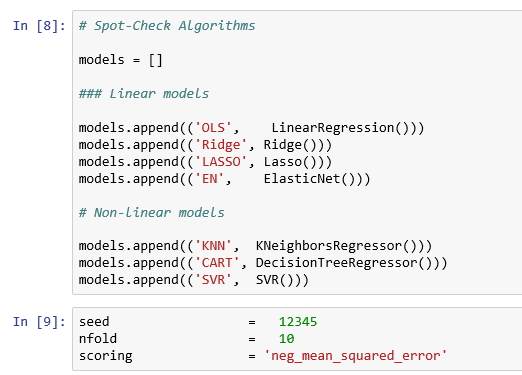 In [8]: # Spot-Check Algorithms
models = []
### Linear models
models.append(('OLS',    LinearRegression()))
models.append(('Ridge', Ridge()))
models.append(('LASSO', Lasso()))
models.append(('EN',    ElasticNet()))
# Non-linear models
models.append(('KNN',  KNeighborsRegressor()))
models.append(('CART', DecisionTreeRegressor()))
models.append(('SVR',  SVR()))
In [9]: seed                  =   12345
nfold                 =   10
scoring               = 'neg_mean_squared_error'